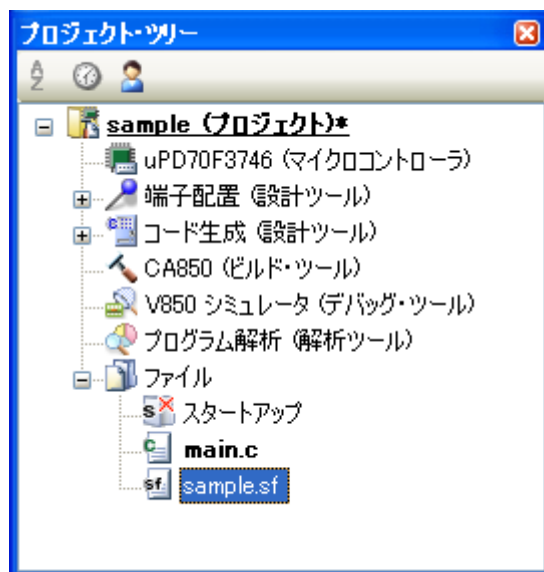 プロジェクト・ツリー
A Z
sample (プロジェクト)*
uPD70F3746 (マイクロコントローラ)
端子配置 (設計ツール)
コード生成 (設計ツール)
CA850 (ビルド・ツール)
V850 シミュレータ (デバッグ・ツール)
プログラム解析 (解析ツール)
ファイル
s スタートアップ
c main.c
sf. sample.sf